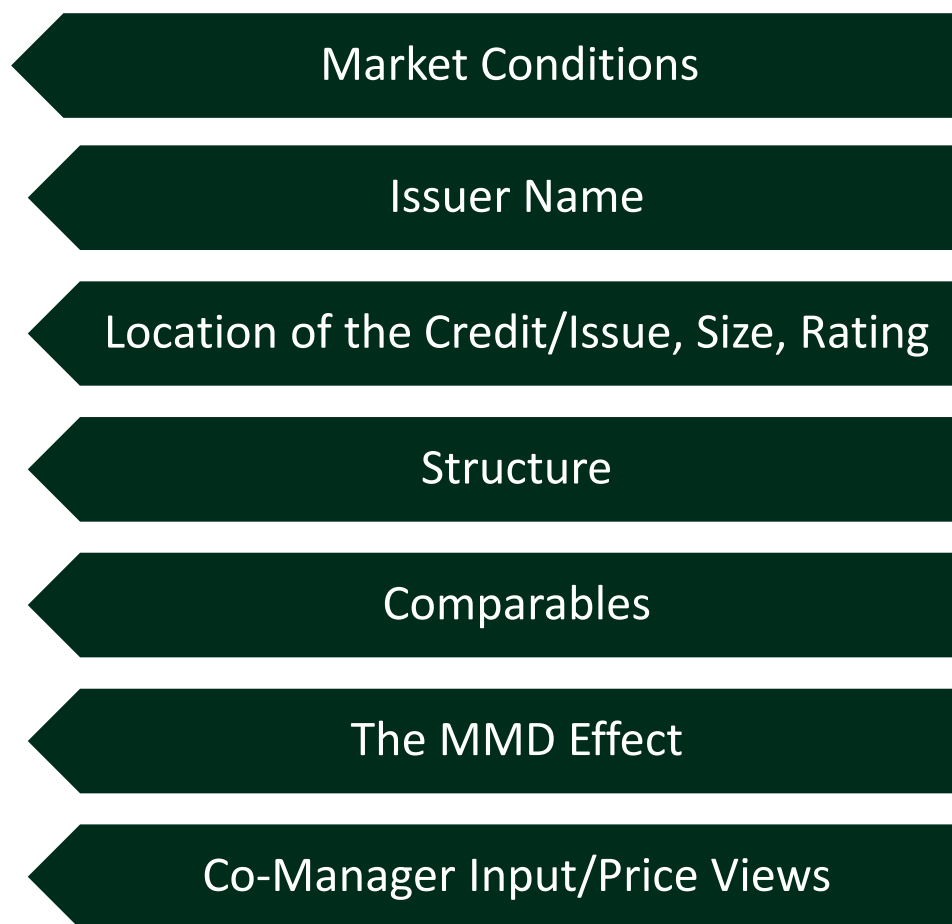 Market Conditions
Issuer Name
Location of the Credit/Issue, Size, Rating
Structure
Comparables
The MMD Effect
Co-Manager Input/Price Views